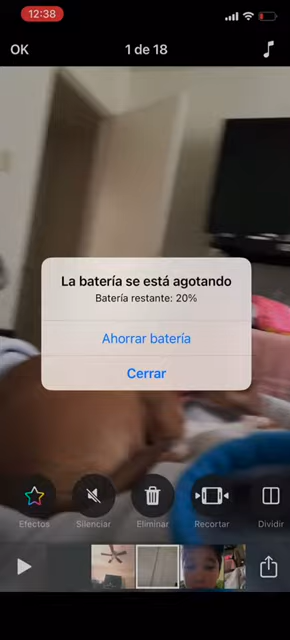 12:38
OK
1 de 18
La batería se está agotando
Batería restante: 20%
Ahorrar batería
Cerrar
Efectos
Silenciar
Eliminar
Recortar
Dividir